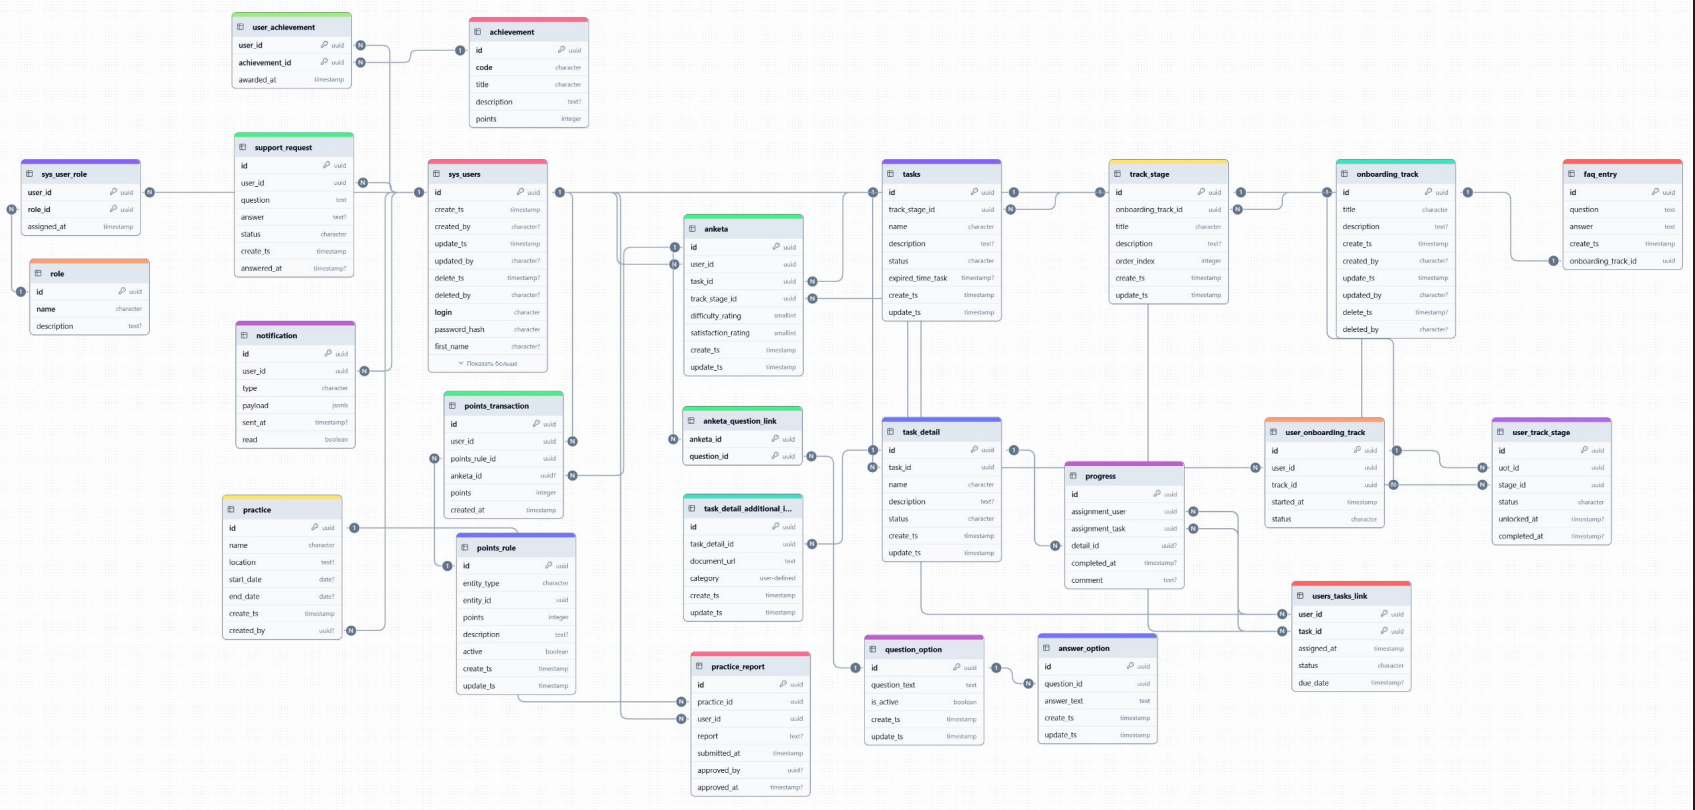 user_achievement
user_id uuid
achievement_id uuid
awarded_at timestamp
achievement
id uuid
code character
title character
description text?
points integer
sys_user_role
user_id uuid
role_id uuid
assigned_at timestamp
role
id uuid
name character
description text?
support_request
id uuid
user_id uuid
question text
answer text?
status character
create_ts timestamp
answered_at timestamp?
notification
id uuid
user_id uuid
type character
payload jsonb
sent_at timestamp?
read boolean
practice
id uuid
name character
location text?
start_date date?
end_date date?
create_ts timestamp
created_by uuid?
sys_users
id uuid
create_ts timestamp
created_by character?
update_ts timestamp
updated_by character?
delete_ts timestamp?
deleted_by character?
login character
password_hash character
first_name character?
Показать больше
points_transaction
id uuid
user_id uuid
points_rule_id uuid
anketa_id uuid?
points integer
created_at timestamp
points_rule
id uuid
entity_type character
entity_id uuid
points integer
description text?
active boolean
create_ts timestamp
update_ts timestamp
anketa
id uuid
user_id uuid
task_id uuid
track_stage_id uuid
difficulty_rating smallint
satisfaction_rating smallint
create_ts timestamp
update_ts timestamp
anketa_question_link
anketa_id uuid
question_id uuid
task_detail_additional_i...
id uuid
task_detail_id uuid
document_url text
category user-defined
create_ts timestamp
update_ts timestamp
practice_report
id uuid
practice_id uuid
user_id uuid
report text?
submitted_at timestamp
approved_by uuid?
approved_at timestamp?
tasks
id uuid
track_stage_id uuid
name character
description text?
status character
expired_time_task timestamp?
create_ts timestamp
update_ts timestamp
task_detail
id uuid
task_id uuid
name character
description text?
status character
create_ts timestamp
update_ts timestamp
question_option
id uuid
question_text text
is_active boolean
create_ts timestamp
update_ts timestamp
track_stage
id uuid
onboarding_track_id uuid
title character
description text?
order_index integer
create_ts timestamp
update_ts timestamp
progress
id uuid
assignment_user uuid
assignment_task uuid
detail_id uuid?
completed_at timestamp?
comment text?
answer_option
id uuid
question_id uuid
answer_text text
create_ts timestamp
update_ts timestamp
onboarding_track
id uuid
title character
description text?
create_ts timestamp
created_by character?
update_ts timestamp
updated_by character?
delete_ts timestamp?
deleted_by character?
user_onboarding_track
id uuid
user_id uuid
track_id uuid
started_at timestamp
status character
users_tasks_link
user_id uuid
task_id uuid
assigned_at timestamp
status character
due_date timestamp?
faq_entry
id uuid
question text
answer text
create_ts timestamp
onboarding_track_id uuid
user_track_stage
id uuid
uot_id uuid
stage_id uuid
status character
unlocked_at timestamp?
completed_at timestamp?